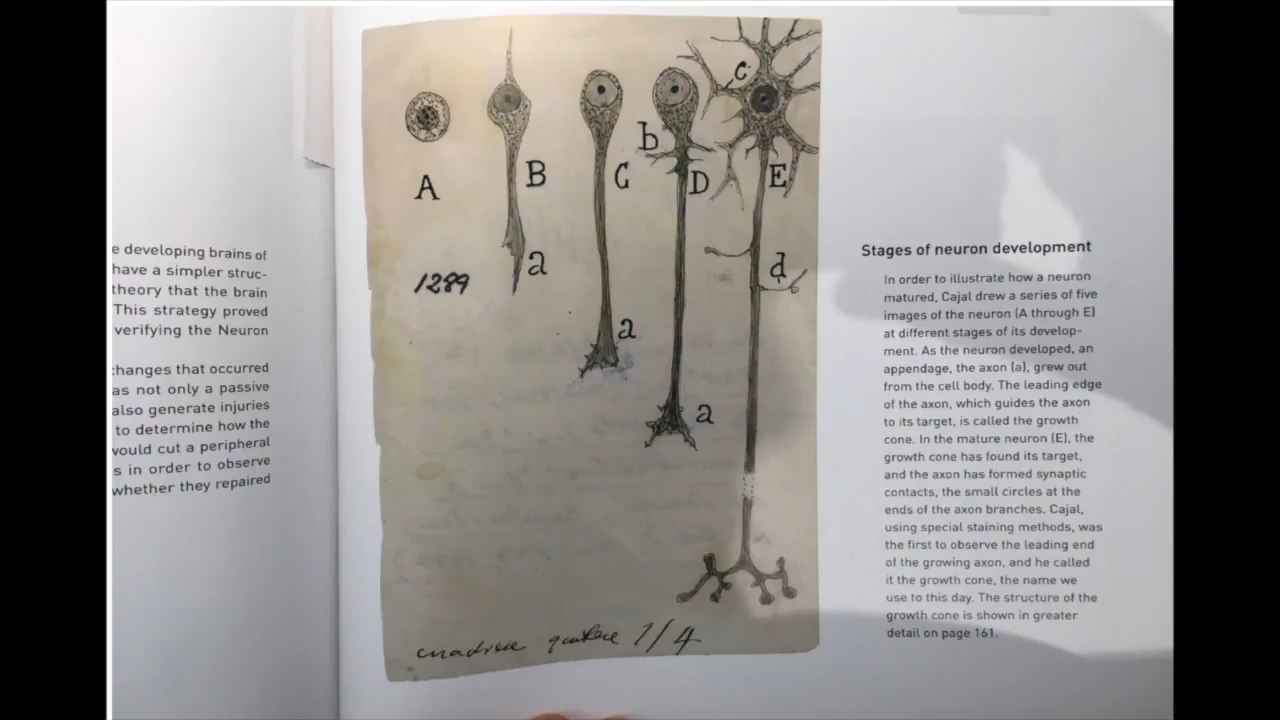 e developing brains of
have a simpler struc-
theory that the brain
This strategy proved
verifying the Neuron
changes that occurred
as not only a passive
also generate injuries
to determine how the
would cut a peripheral
s in order to observe
whether they repaired
c
b
A
B
C
D
E
a
d
1289
a
a
1/4
Stages of neuron development
In order to illustrate how a neuron
matured, Cajal drew a series of five
images of the neuron (A through E)
at different stages of its develop-
ment. As the neuron developed, an
appendage, the axon (a), grew out
from the cell body. The leading edge
of the axon, which guides the axon
to its target, is called the growth
cone. In the mature neuron (E), the
growth cone has found its target,
and the axon has formed synaptic
contacts, the small circles at the
ends of the axon branches. Cajal,
using special staining methods, was
the first to observe the leading end
of the growing axon, and he called
it the growth cone, the name we
use to this day. The structure of the
growth cone is shown in greater
detail on page 161.